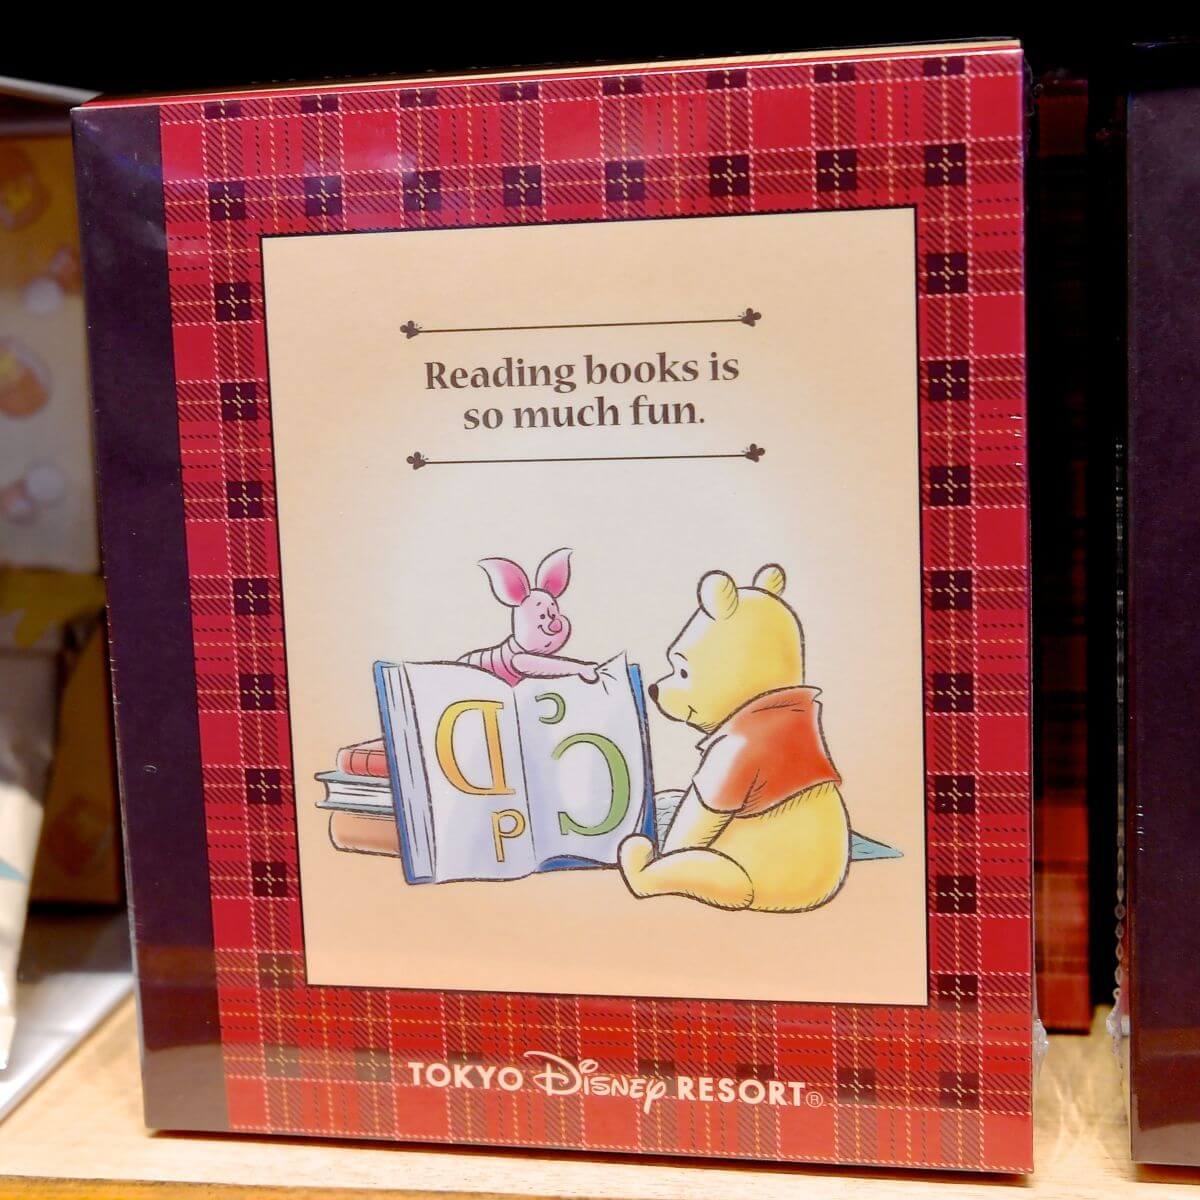 Reading books is
so much fun.
c
D C
d
TOKYO Disney RESORT®